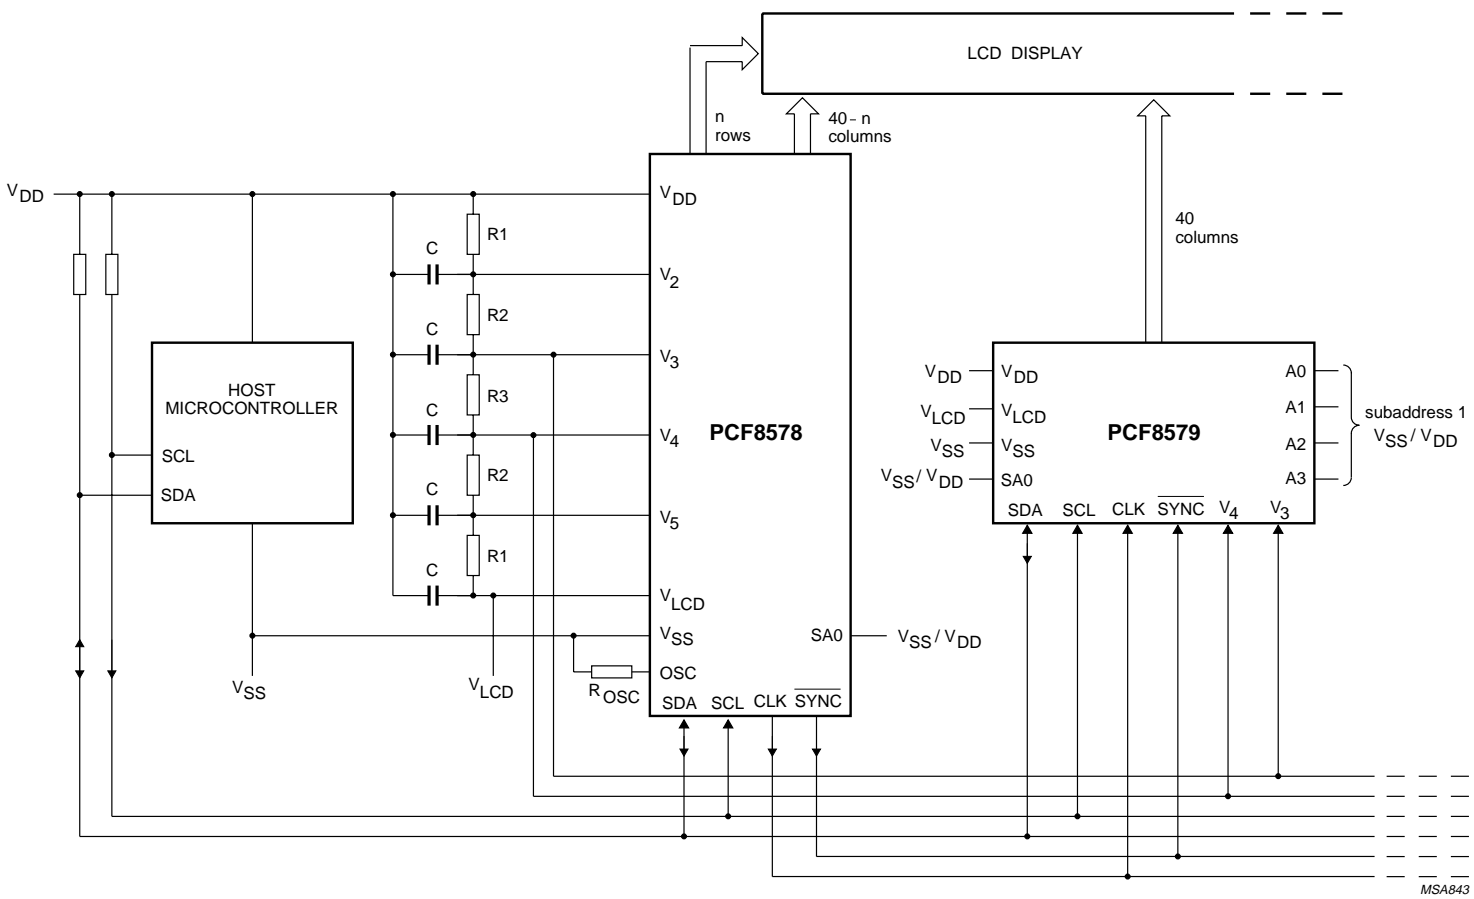 LCD DISPLAY
n
rows
40 – n
columns
VDD
VDD
R1
40
columns
C
V2
R2
C
V3
HOST
MICROCONTROLLER
R3
VDD
VDD
A0
C
VLCD
VLCD
A1
subaddress 1
VSS / VDD
PCF8578
V4
PCF8579
VSS
VSS
A2
SCL
R2
VSS / VDD
SA0
A3
SDA
C
V5
SDA
SCL
CLK
SYNC
V4
V3
R1
C
VLCD
VSS
SA0
VSS / VDD
VSS
VLCD
ROSC
OSC
SDA
SCL
CLK
SYNC
MSA843